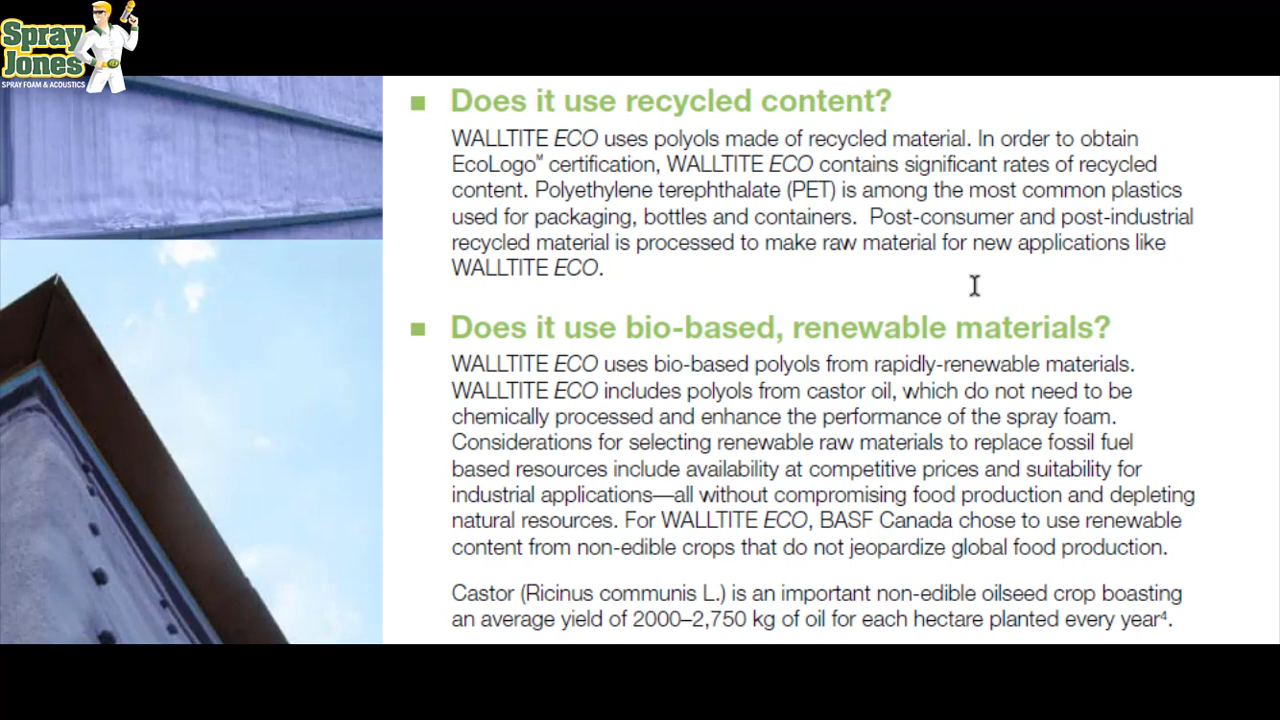 Spray
Jones
SPRAY FOAM & ACOUSTICS
Does it use recycled content?
WALLTITE ECO uses polyols made of recycled material. In order to obtain
EcoLogoᴹ certification, WALLTITE ECO contains significant rates of recycled
content. Polyethylene terephthalate (PET) is among the most common plastics
used for packaging, bottles and containers.  Post-consumer and post-industrial
recycled material is processed to make raw material for new applications like
WALLTITE ECO.
Does it use bio-based, renewable materials?
WALLTITE ECO uses bio-based polyols from rapidly-renewable materials.
WALLTITE ECO includes polyols from castor oil, which do not need to be
chemically processed and enhance the performance of the spray foam.
Considerations for selecting renewable raw materials to replace fossil fuel
based resources include availability at competitive prices and suitability for
industrial applications—all without compromising food production and depleting
natural resources. For WALLTITE ECO, BASF Canada chose to use renewable
content from non-edible crops that do not jeopardize global food production.
Castor (Ricinus communis L.) is an important non-edible oilseed crop boasting
an average yield of 2000–2,750 kg of oil for each hectare planted every year⁴.